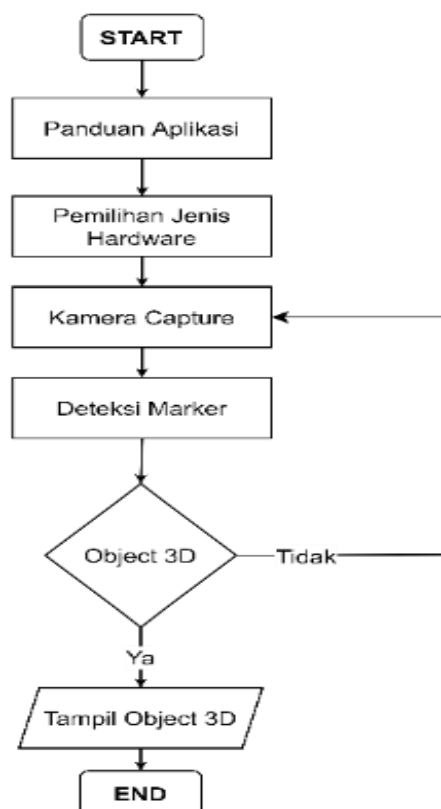 START
Panduan Aplikasi
Pemilihan Jenis
Hardware
Kamera Capture
Deteksi Marker
Object 3D
Tidak
Ya
Tampil Object 3D
END